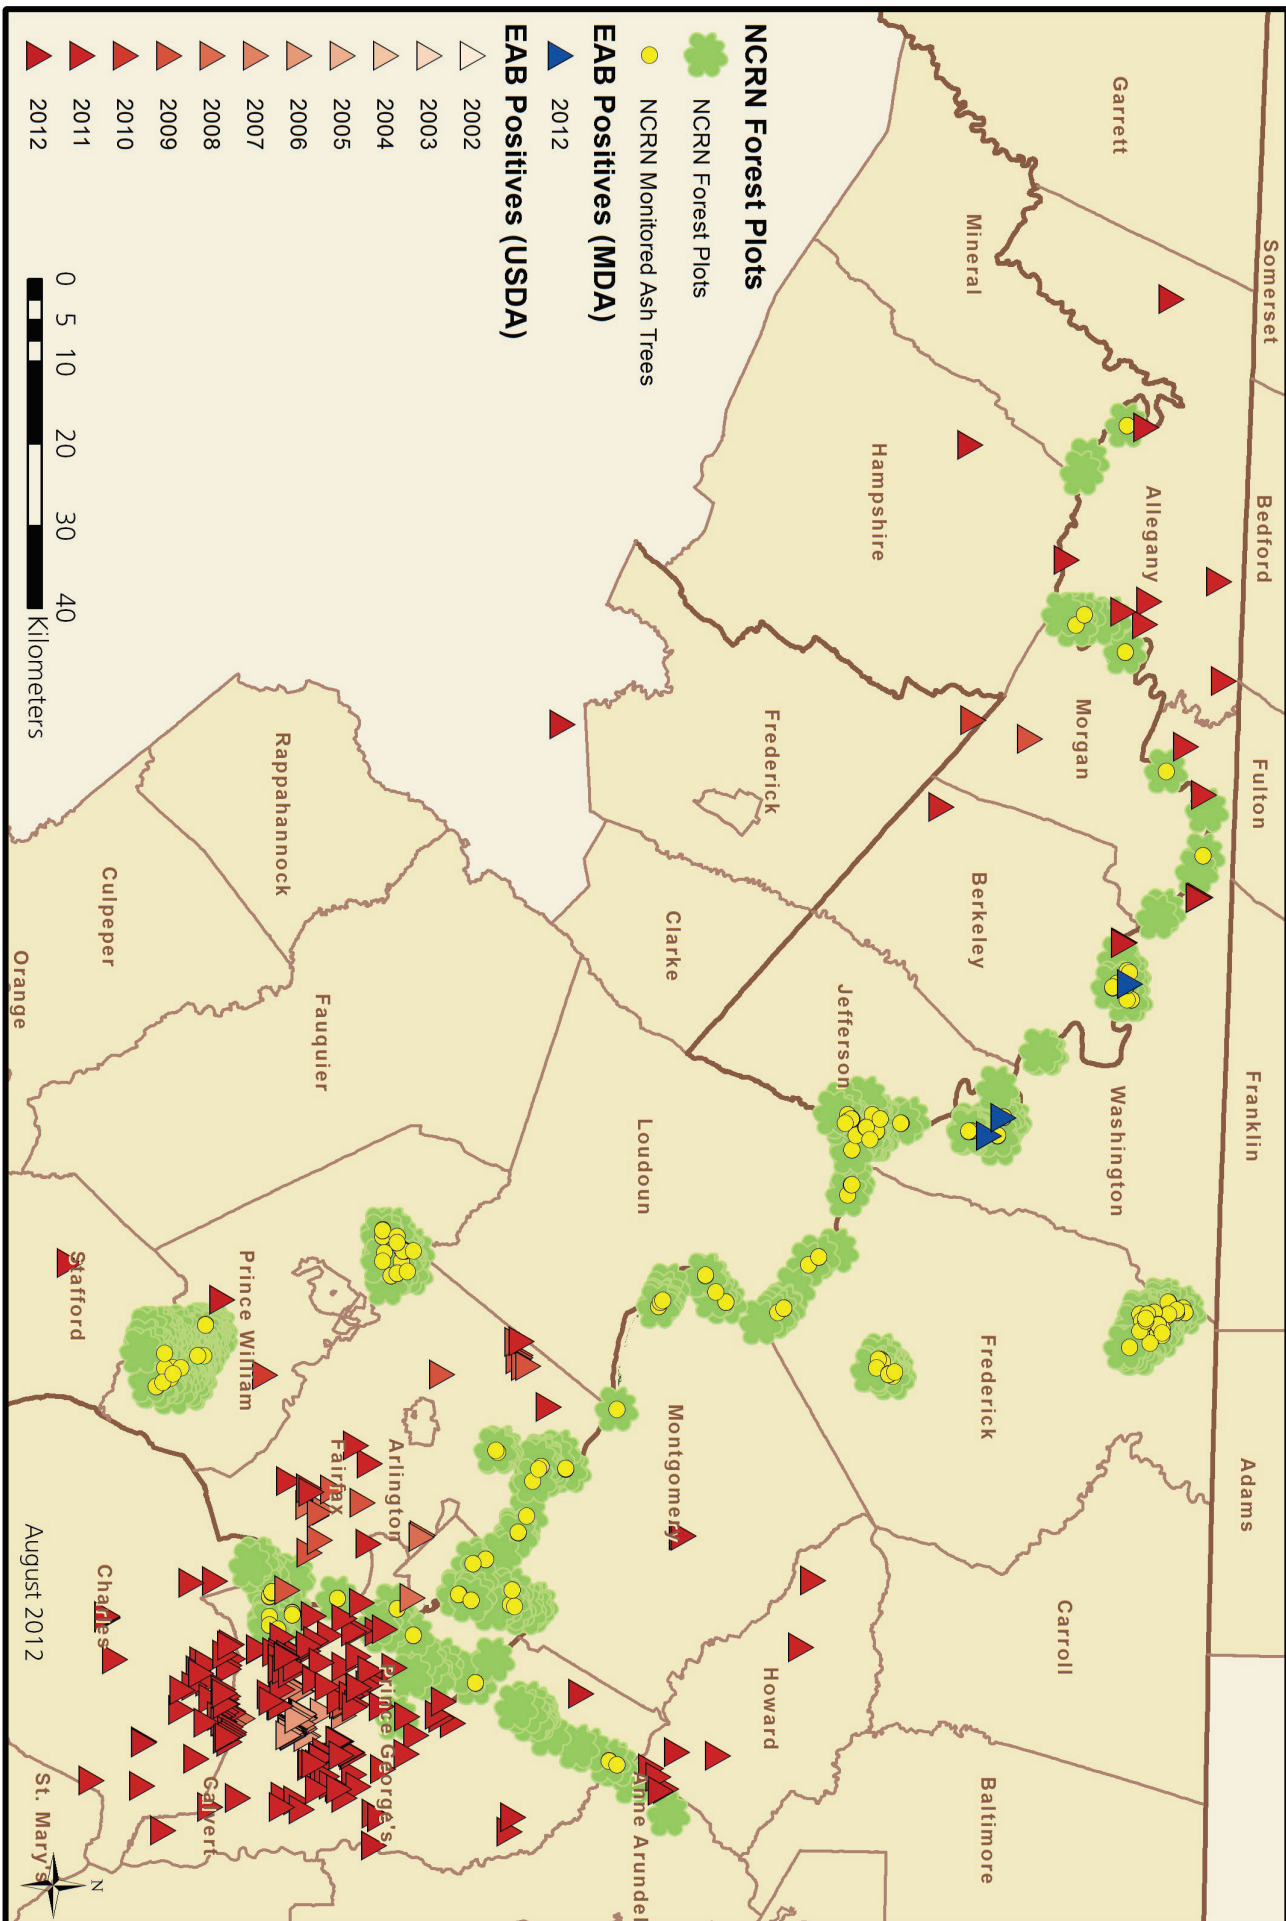 Somerset
Bedford
Fulton
Franklin
Adams
Garrett
Mineral
Allegany
Hampshire
Morgan
Washington
Berkeley
Frederick
Carroll
Baltimore
Frederick
Clarke
Jefferson
Loudoun
Montgomery
Howard
Anne Arundel
Rappahannock
Fauquier
Culpeper
Orange
Prince William
Stafford
Fairfax
Arlington
Prince George's
Charles
Calvert
St. Mary's
NCRN Forest Plots
NCRN Forest Plots
NCRN Monitored Ash Trees
EAB Positives (MDA)
2012
EAB Positives (USDA)
2002
2003
2004
2005
2006
2007
2008
2009
2010
2011
2012
0 5 10 20 30 40
Kilometers
August 2012
N